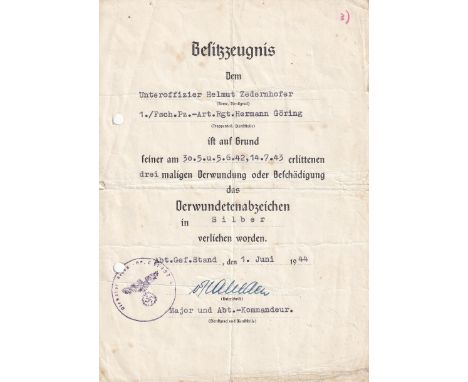 3)
Besitzzeugnis
Dem
Unteroffizier Helmut Zedernhofer
(Name, Dienstgrad)
1./Fsch.Pz.-Art.Rgt.Hermann Göring
(Truppenteil, Dienststelle)
ist auf Grund
seiner am 30.5.u.5.6.42,14.7.43 erlittenen
drei maligen Verwundung oder Beschädigung
das
Verwundetenabzeichen
in Silber
verliehen worden.
Abt.Gef.Stand, den 1. Juni 1944
(Unterschrift)
Major und Abt.-Kommandeur.
(Dienstgrad und Dienststelle)